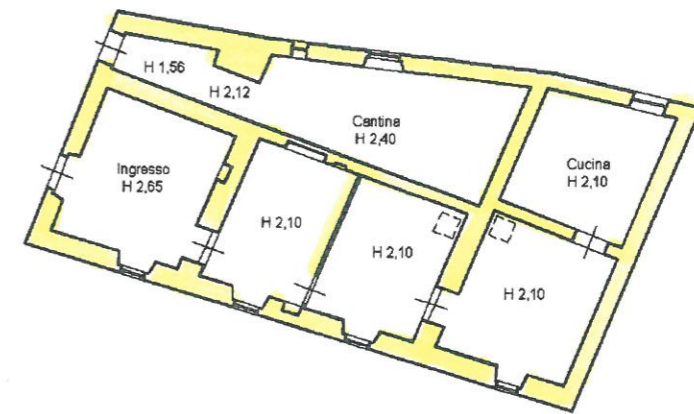 H 1,56
H 2,12
Cantina
H 2,40
Ingresso
H 2,65
Cucina
H 2,10
H 2,10
H 2,10
H 2,10